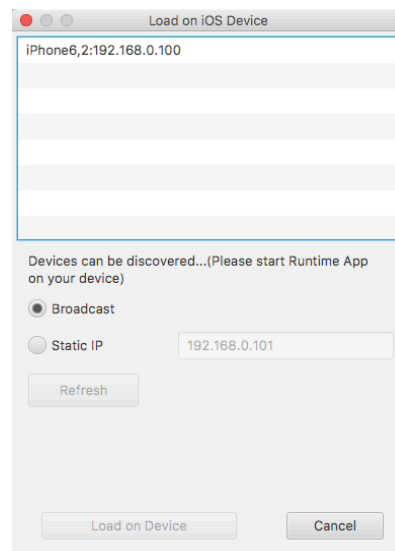 Load on iOS Device
iPhone6,2:192.168.0.100
Devices can be discovered...(Please start Runtime App
on your device)
Broadcast
Static IP
192.168.0.101
Refresh
Load on Device
Cancel